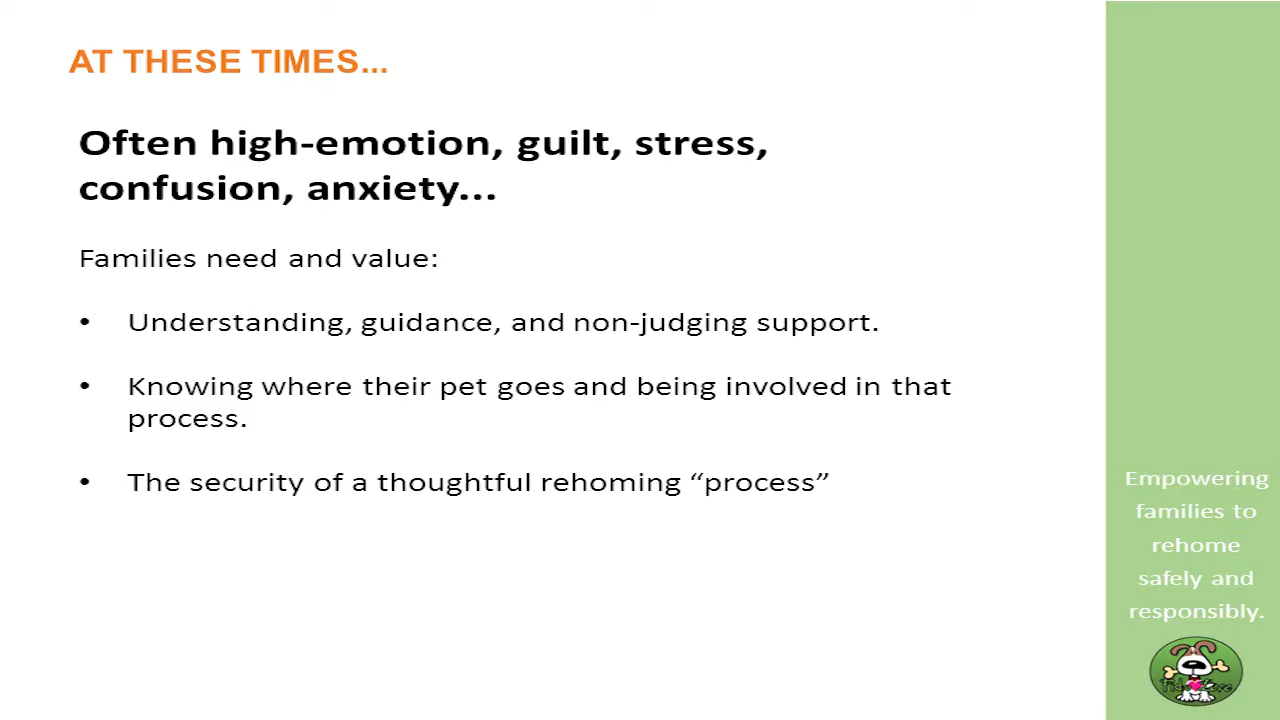 AT THESE TIMES...
Often high-emotion, guilt, stress,
confusion, anxiety...
Families need and value:
• Understanding, guidance, and non-judging support.
• Knowing where their pet goes and being involved in that
process.
• The security of a thoughtful rehoming “process”
Empowering
families to
rehome
safely and
responsibly.